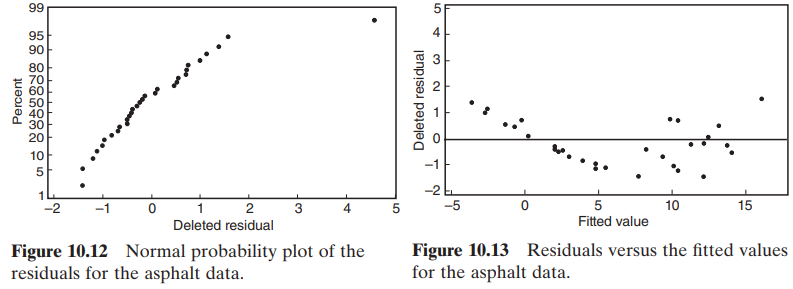 99
95
90
80
70
60
50
40
30
20
10
5
1
Percent
−2 −1 0 1 2 3 4 5
Deleted residual
Figure 10.12 Normal probability plot of the
residuals for the asphalt data.
5
4
3
2
1
0
−1
−2
Deleted residual
−5 0 5 10 15
Fitted value
Figure 10.13 Residuals versus the fitted values
for the asphalt data.